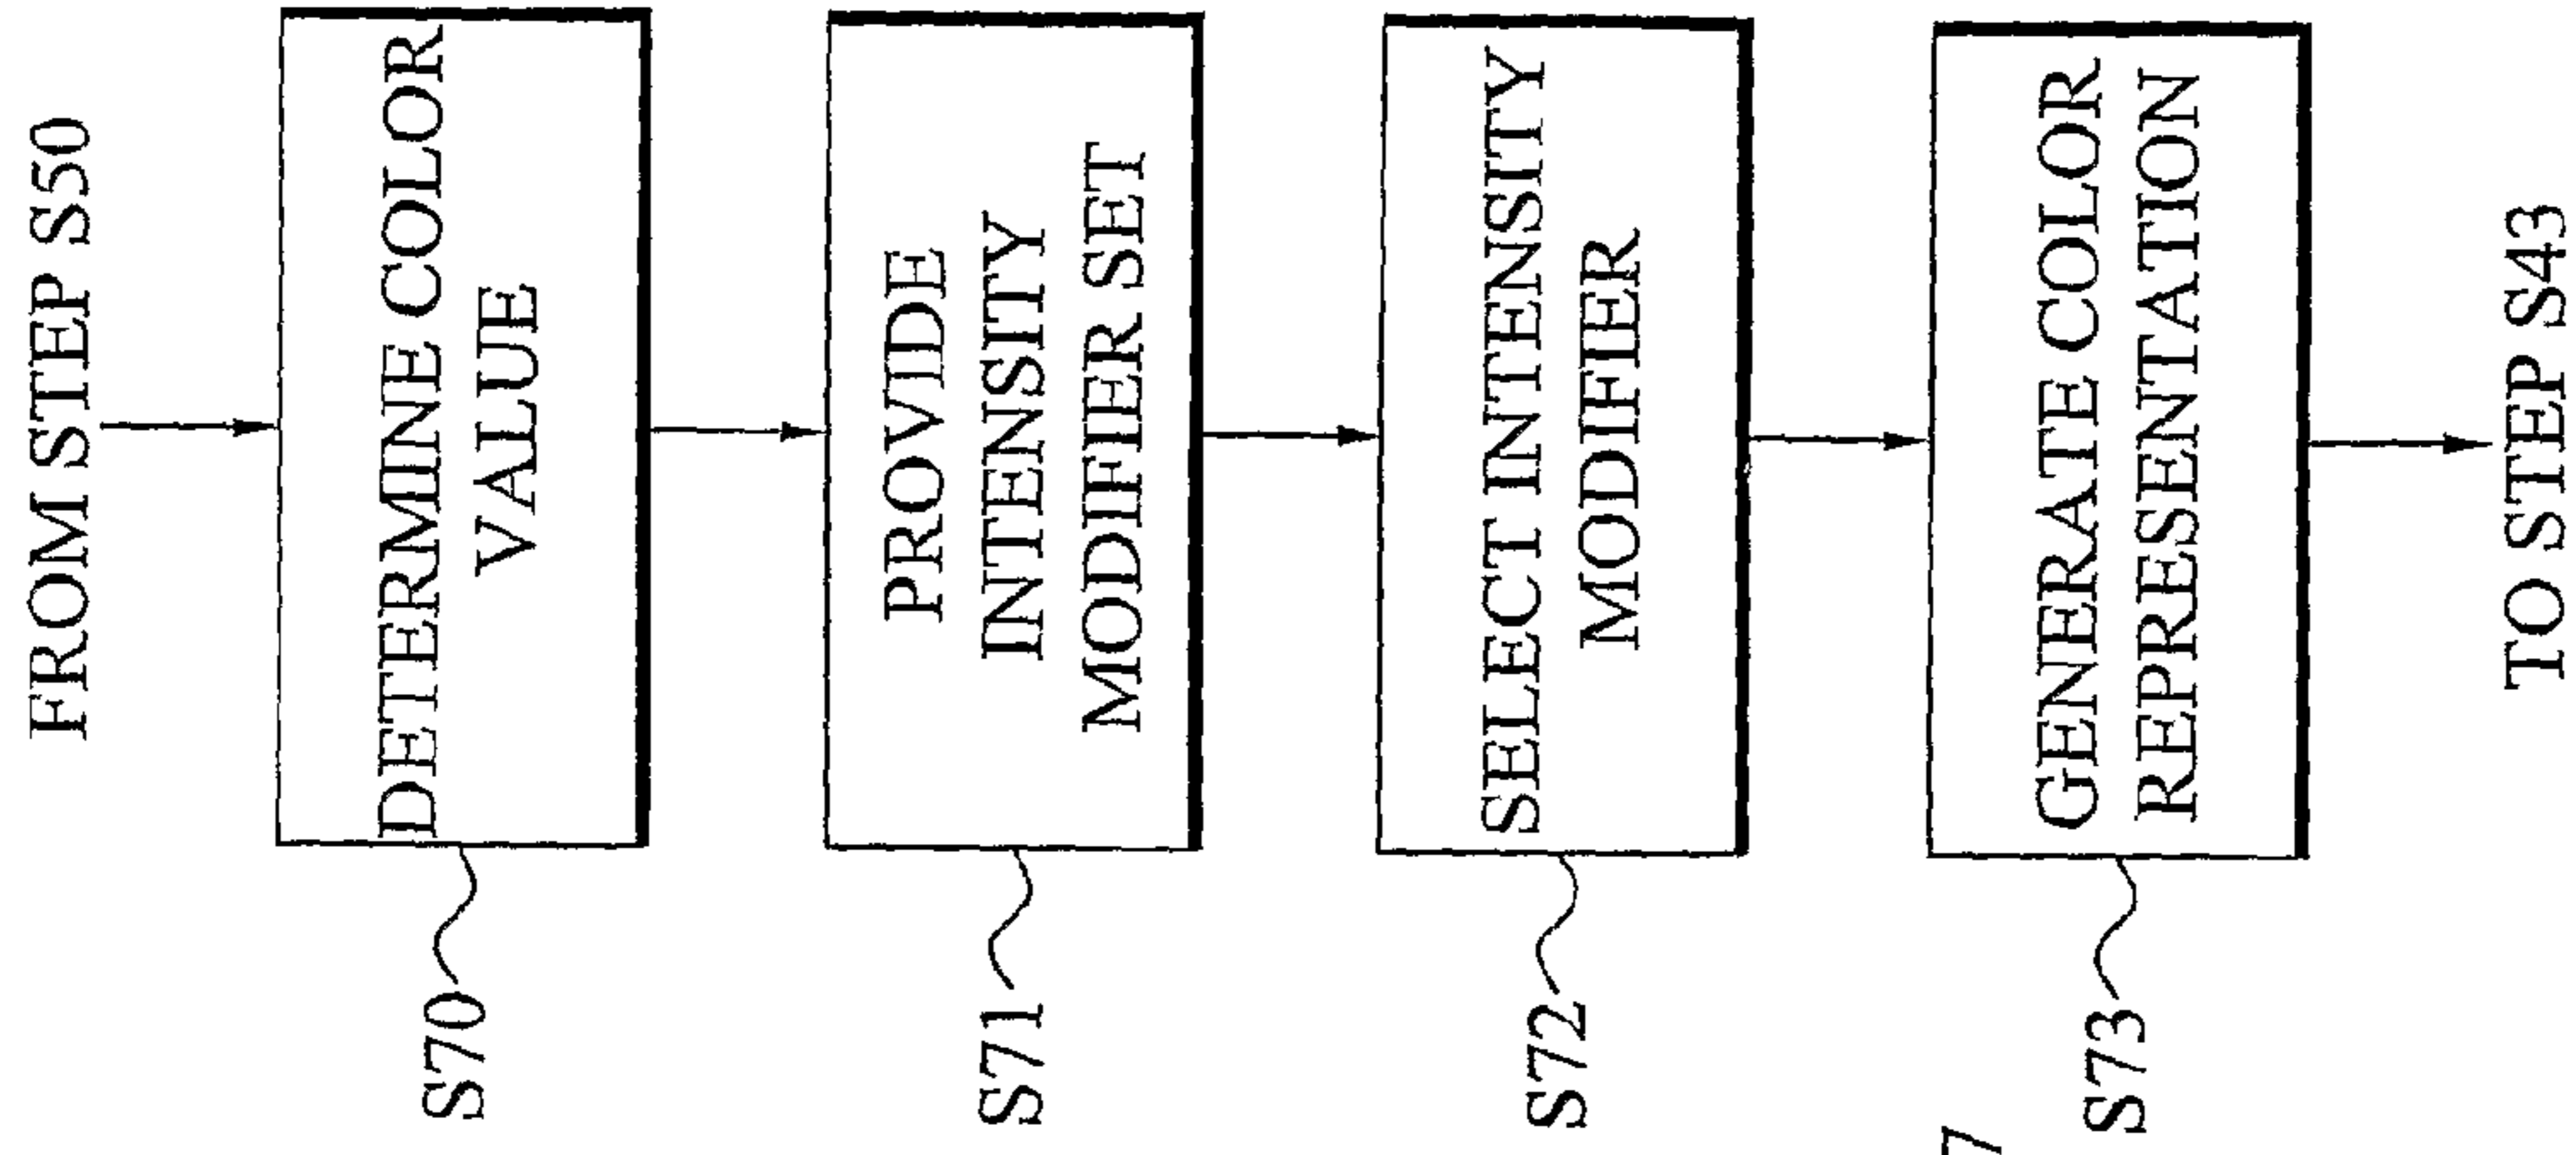 FROM STEP S50
DETERMINE COLOR
VALUE
S70
PROVIDE
INTENSITY
MODIFIER SET
S71
SELECT INTENSITY
MODIFIER
S72
GENERATE COLOR
REPRESENTATION
S73
TO STEP S43
7